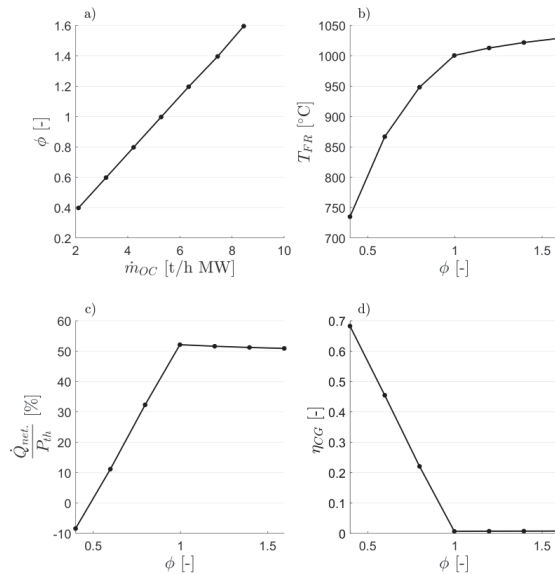 a)
1.6
1.4
1.2
1
0.8
0.6
0.4
0.2
2 4 6 8 10
ϕ [-]
ṁ_OC [t/h MW]
b)
1050
1000
950
900
850
800
750
700
0.5 1 1.5
T_FR [°C]
ϕ [-]
c)
60
50
40
30
20
10
0
-10
0.5 1 1.5
Q̇_net. / P_th [%]
ϕ [-]
d)
0.7
0.6
0.5
0.4
0.3
0.2
0.1
0
0.5 1 1.5
η_CG [-]
ϕ [-]